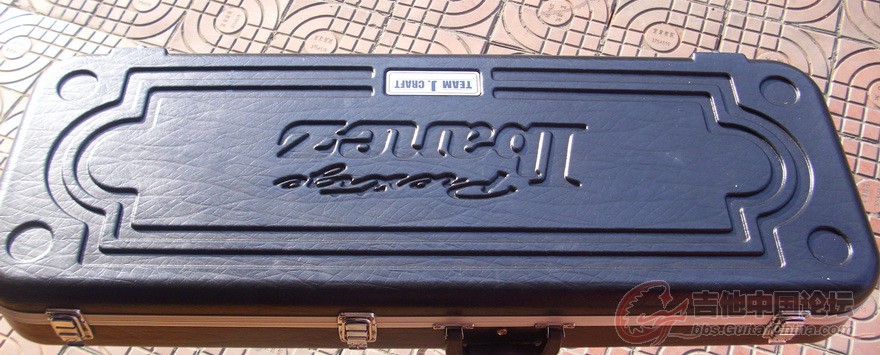 TEAM J. CRAFT
Ibanez
Prestige
吉他中国论坛
bbs.GuitarChina.com